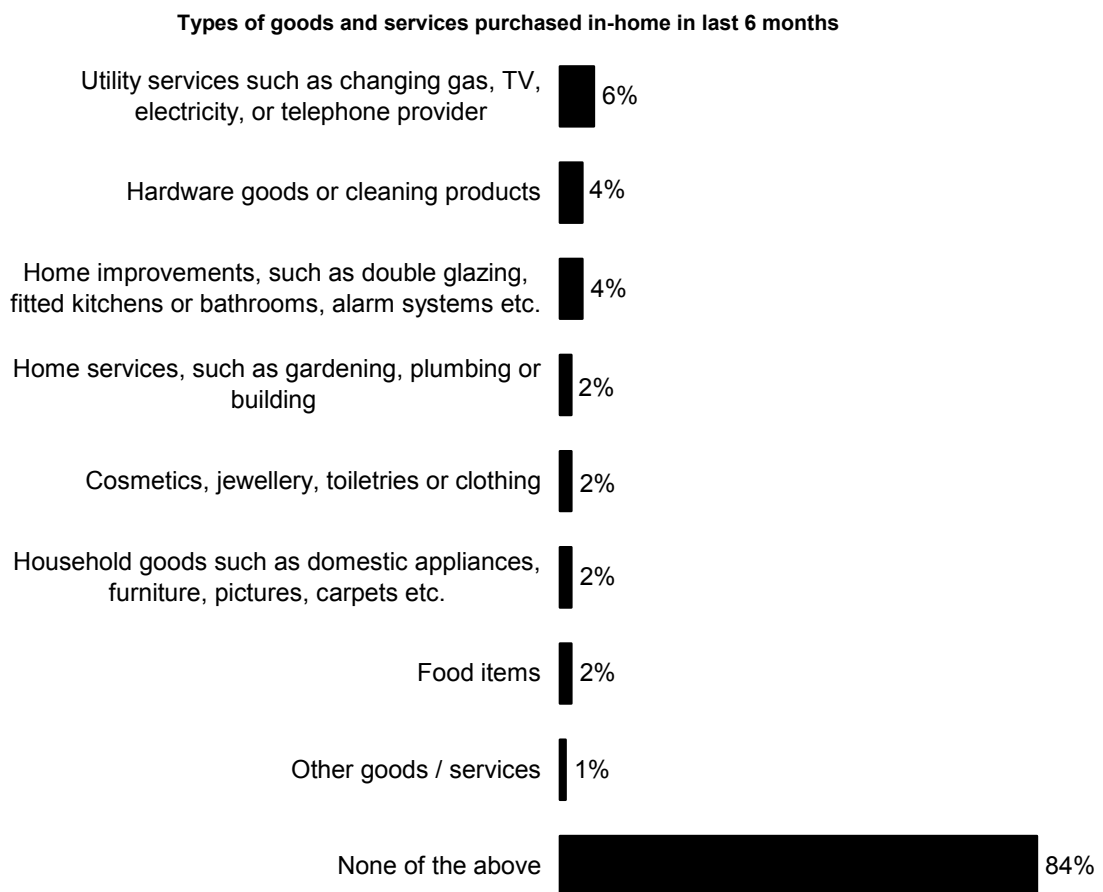 Types of goods and services purchased in-home in last 6 months
Utility services such as changing gas, TV,
electricity, or telephone provider
6%
Hardware goods or cleaning products
4%
Home improvements, such as double glazing,
fitted kitchens or bathrooms, alarm systems etc.
4%
Home services, such as gardening, plumbing or
building
2%
Cosmetics, jewellery, toiletries or clothing
2%
Household goods such as domestic appliances,
furniture, pictures, carpets etc.
2%
Food items
2%
Other goods / services
1%
None of the above
84%